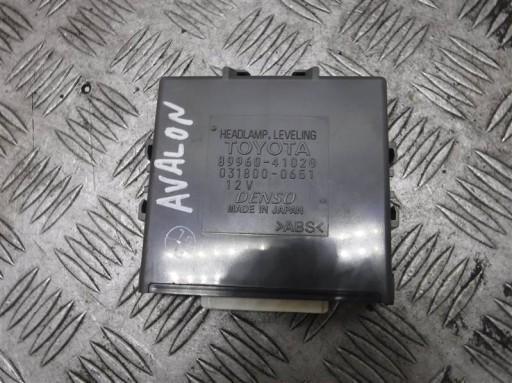 HEADLAMP, LEVELING
TOYOTA
89960-41020
031800-0651
12V
DENSO
MADE IN JAPAN
>ABS<
AVALON